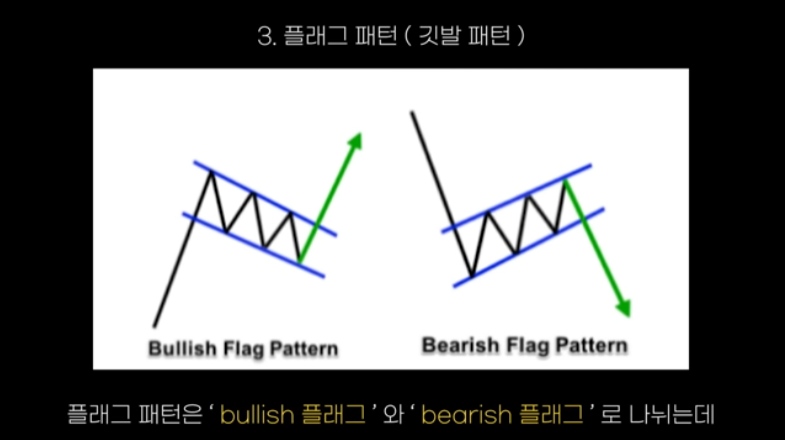 3. 플래그 패턴 ( 깃발 패턴 )
Bullish Flag Pattern
Bearish Flag Pattern
플래그 패턴은 ‘ bullish 플래그 ’ 와 ‘ bearish 플래그 ’ 로 나뉘는데